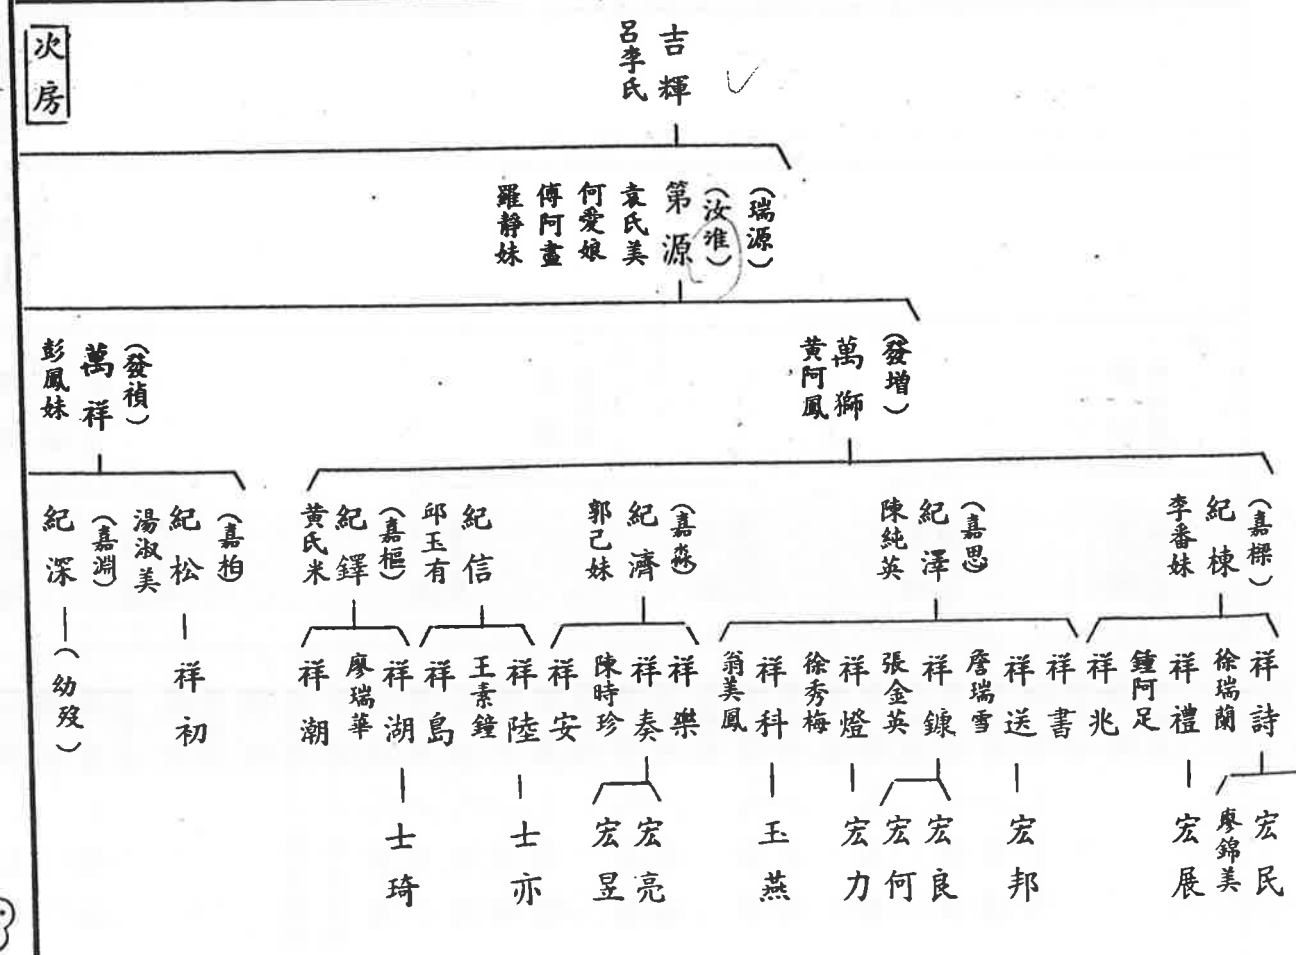 次房
吉輝
呂李氏
(瑞源)
(汝淮)
第源
袁氏美
何愛娘
傅阿盡
羅靜妹
(發增)
萬獅
黃阿鳳
(發禎)
萬祥
彭鳳妹
(嘉樑)
紀棟
李番妹
(嘉思)
紀澤
陳純英
(嘉淼)
紀濟
郭己妹
紀信
邱玉有
(嘉樞)
紀鐸
黃氏米
(嘉柏)
紀松
湯淑美
(嘉淵)
紀深
祥詩
徐瑞蘭
祥禮
鍾阿足
祥兆
祥書
祥送
詹瑞雪
祥鏮
張金英
祥燈
徐秀梅
祥科
翁美鳳
祥樂
祥奏
陳時珍
祥安
祥陸
王素鐘
祥島
祥湖
廖瑞華
祥潮
祥初
(幼歿)
宏民
廖錦美
宏展
宏邦
宏良
宏何
宏力
玉燕
宏亮
宏昱
士亦
士琦